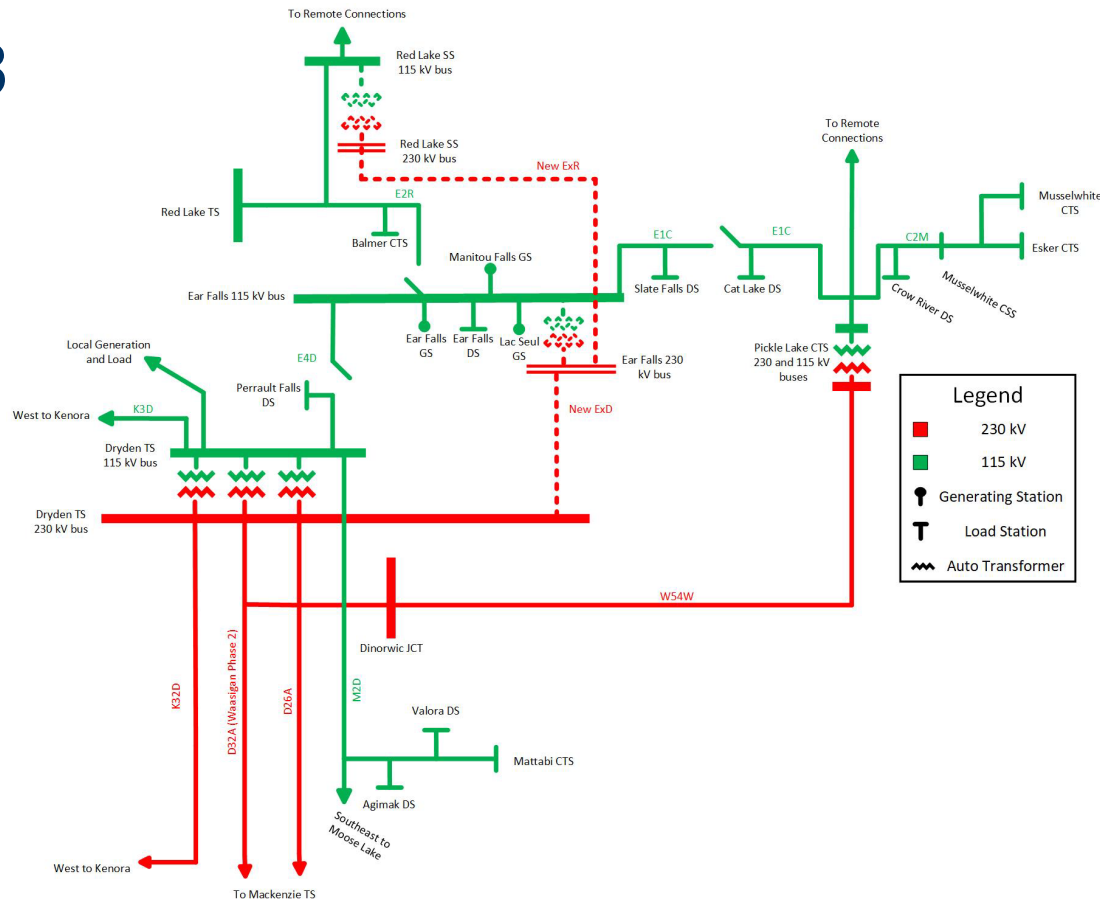 To Remote Connections
Red Lake SS
115 kV bus
Red Lake SS
230 kV bus
To Remote
Connections
New ExR
Red Lake TS
E2R
Balmer CTS
Musselwhite
CTS
E1C
E1C
C2M
Esker CTS
Manitou Falls GS
Slate Falls DS
Cat Lake DS
Crow River DS
Musselwhite CSS
Ear Falls 115 kV bus
Ear Falls
GS
Ear Falls
DS
Lac Seul
GS
Local Generation
and Load
E4D
Ear Falls 230
kV bus
Pickle Lake CTS
230 and 115 kV
buses
Perrault Falls
DS
New ExD
West to Kenora
K3D
Dryden TS
115 kV bus
Dryden TS
230 kV bus
Legend
230 kV
115 kV
Generating Station
Load Station
Auto Transformer
W54W
Dinorwic JCT
K32D
D32A (Waasigan Phase 2)
D26A
M2D
Valora DS
Mattabi CTS
Agimak DS
Southeast to
Moose Lake
West to Kenora
To Mackenzie TS